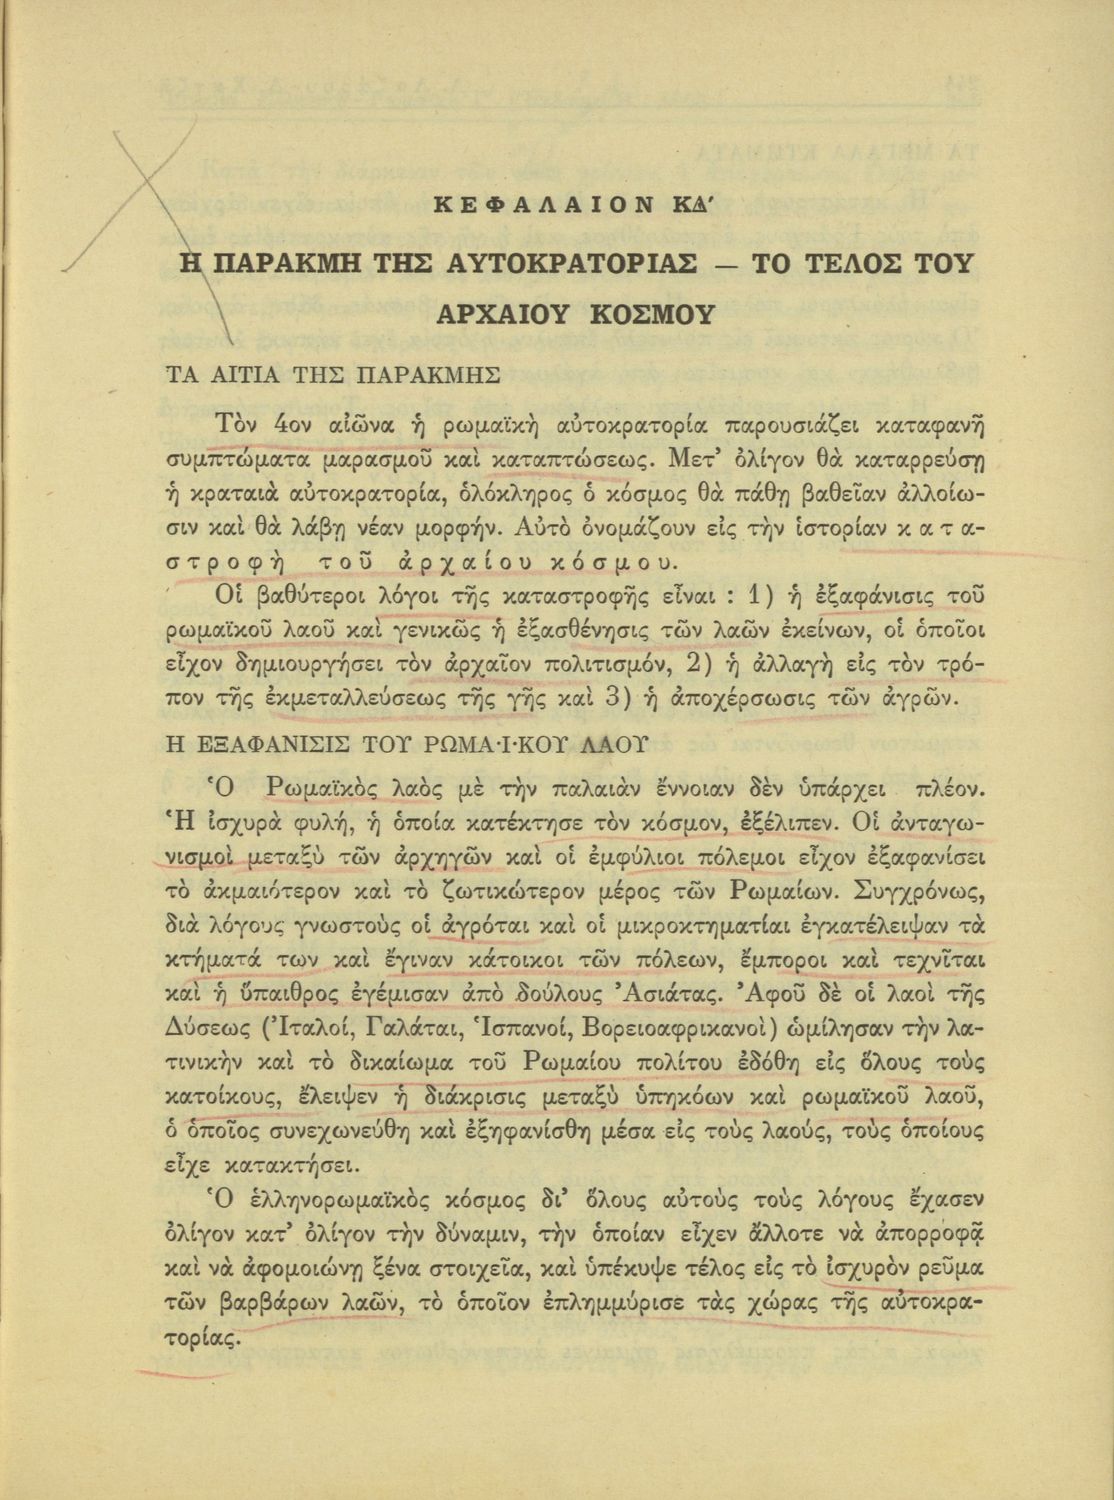 ΚΕΦΑΛΑΙΟΝ ΚΔ΄
Η ΠΑΡΑΚΜΗ ΤΗΣ ΑΥΤΟΚΡΑΤΟΡΙΑΣ — ΤΟ ΤΕΛΟΣ ΤΟΥ
ΑΡΧΑΙΟΥ ΚΟΣΜΟΥ
ΤΑ ΑΙΤΙΑ ΤΗΣ ΠΑΡΑΚΜΗΣ
Τὸν 4ον αἰῶνα ἡ ρωμαϊκὴ αὐτοκρατορία παρουσιάζει καταφανῆ
συμπτώματα μαρασμοῦ καὶ καταπτώσεως. Μετ᾿ ὀλίγον θὰ καταρρεύσῃ
ἡ κραταιὰ αὐτοκρατορία, ὁλόκληρος ὁ κόσμος θὰ πάθῃ βαθεῖαν ἀλλοίω-
σιν καὶ θὰ λάβῃ νέαν μορφήν. Αὐτὸ ὀνομάζουν εἰς τὴν ἱστορίαν κατα-
στροφὴ τοῦ ἀρχαίου κόσμου.
Οἱ βαθύτεροι λόγοι τῆς καταστροφῆς εἶναι : 1) ἡ ἐξαφάνισις τοῦ
ρωμαϊκοῦ λαοῦ καὶ γενικῶς ἡ ἐξασθένησις τῶν λαῶν ἐκείνων, οἱ ὁποῖοι
εἶχον δημιουργήσει τὸν ἀρχαῖον πολιτισμόν, 2) ἡ ἀλλαγὴ εἰς τὸν τρό-
πον τῆς ἐκμεταλλεύσεως τῆς γῆς καὶ 3) ἡ ἀποχέρσωσις τῶν ἀγρῶν.
Η ΕΞΑΦΑΝΙΣΙΣ ΤΟΥ ΡΩΜΑ·Ι·ΚΟΥ ΛΑΟΥ
Ὁ Ρωμαϊκὸς λαὸς μὲ τὴν παλαιὰν ἔννοιαν δὲν ὑπάρχει πλέον.
Ἡ ἰσχυρὰ φυλή, ἡ ὁποία κατέκτησε τὸν κόσμον, ἐξέλιπεν. Οἱ ἀνταγω-
νισμοὶ μεταξὺ τῶν ἀρχηγῶν καὶ οἱ ἐμφύλιοι πόλεμοι εἶχον ἐξαφανίσει
τὸ ἀκμαιότερον καὶ τὸ ζωτικώτερον μέρος τῶν Ρωμαίων. Συγχρόνως,
διὰ λόγους γνωστοὺς οἱ ἀγρόται καὶ οἱ μικροκτηματίαι ἐγκατέλειψαν τὰ
κτήματά των καὶ ἔγιναν κάτοικοι τῶν πόλεων, ἔμποροι καὶ τεχνῖται
καὶ ἡ ὕπαιθρος ἐγέμισαν ἀπὸ δούλους Ἀσιάτας. Ἀφοῦ δὲ οἱ λαοὶ τῆς
Δύσεως (Ἰταλοί, Γαλάται, Ἱσπανοί, Βορειοαφρικανοὶ) ὡμίλησαν τὴν λα-
τινικὴν καὶ τὸ δικαίωμα τοῦ Ρωμαίου πολίτου ἐδόθη εἰς ὅλους τοὺς
κατοίκους, ἔλειψεν ἡ διάκρισις μεταξὺ ὑπηκόων καὶ ρωμαϊκοῦ λαοῦ,
ὁ ὁποῖος συνεχωνεύθη καὶ ἐξηφανίσθη μέσα εἰς τοὺς λαούς, τοὺς ὁποίους
εἶχε κατακτήσει.
Ὁ ἑλληνορωμαϊκὸς κόσμος δι᾿ ὅλους αὐτοὺς τοὺς λόγους ἔχασεν
ὀλίγον κατ᾿ ὀλίγον τὴν δύναμιν, τὴν ὁποίαν εἶχεν ἄλλοτε νὰ ἀπορροφᾷ
καὶ νὰ ἀφομοιώνῃ ξένα στοιχεῖα, καὶ ὑπέκυψε τέλος εἰς τὸ ἰσχυρὸν ρεῦμα
τῶν βαρβάρων λαῶν, τὸ ὁποῖον ἐπλημμύρισε τὰς χώρας τῆς αὐτοκρα-
τορίας.